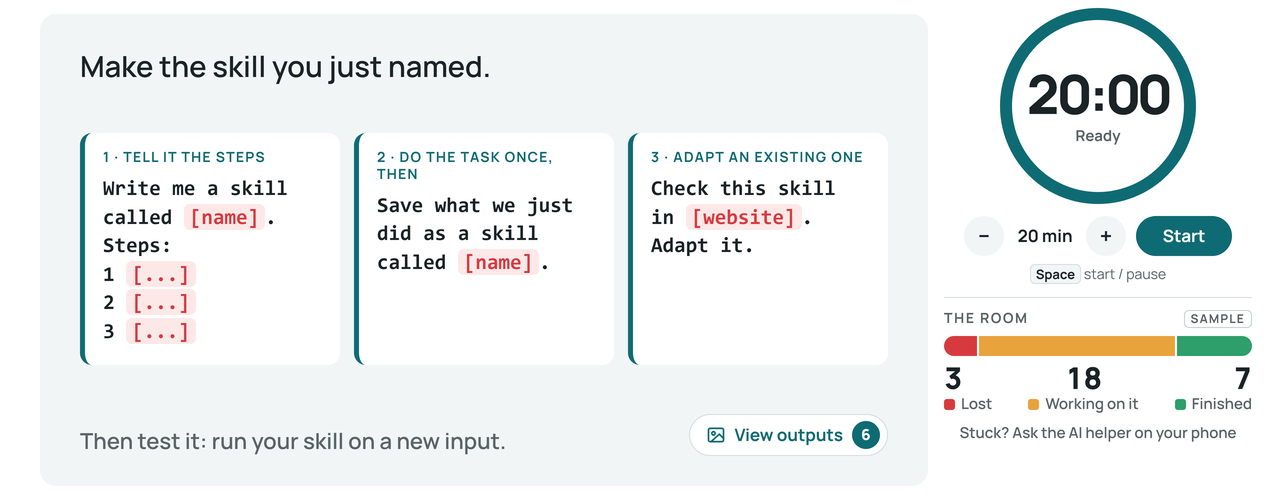 Make the skill you just named.
1 · TELL IT THE STEPS
Write me a skill
called [name].
Steps:
1 [...]
2 [...]
3 [...]
2 · DO THE TASK ONCE,
THEN
Save what we just
did as a skill
called [name].
3 · ADAPT AN EXISTING ONE
Check this skill
in [website].
Adapt it.
Then test it: run your skill on a new input.
View outputs 6
20:00
Ready
− 20 min + Start
Space start / pause
THE ROOM SAMPLE
3 18 7
Lost Working on it Finished
Stuck? Ask the AI helper on your phone